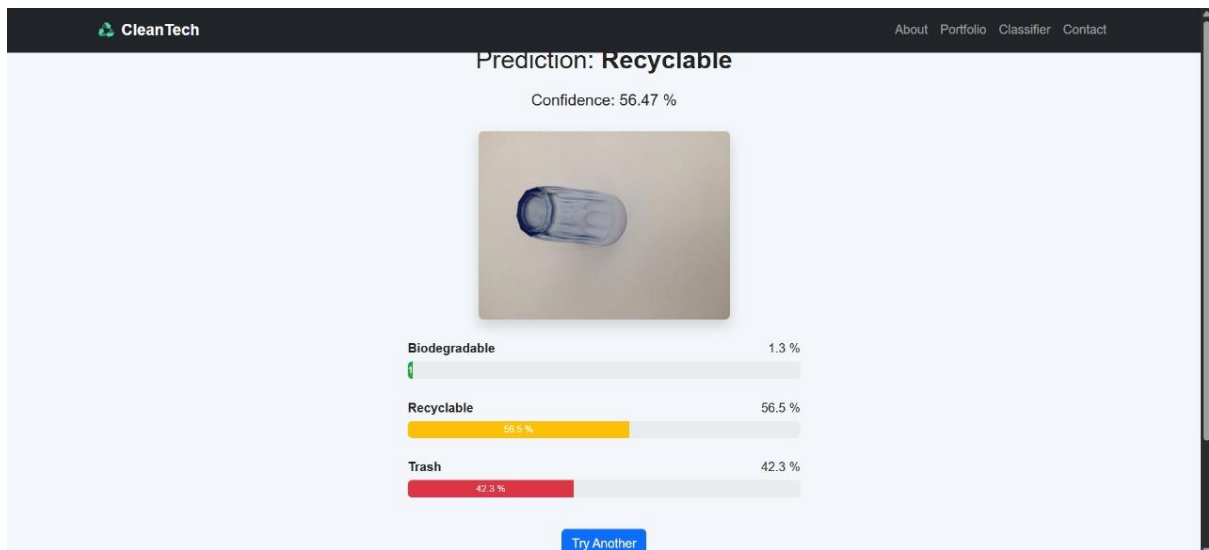 CleanTech About Portfolio Classifier Contact
Prediction: Recyclable
Confidence: 56.47 %
Biodegradable 1.3 %
Recyclable 56.5 %
56.5 %
Trash 42.3 %
42.3 %
Try Another